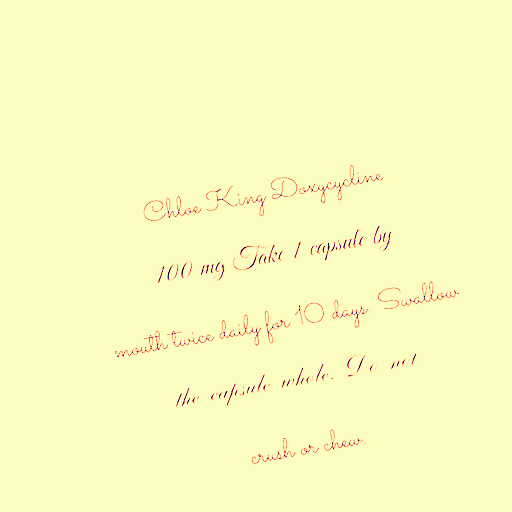 Chloe King Doxycycline
100 mg Take 1 capsule by
mouth twice daily for 10 days. Swallow
the capsule whole. Do not
crush or chew.